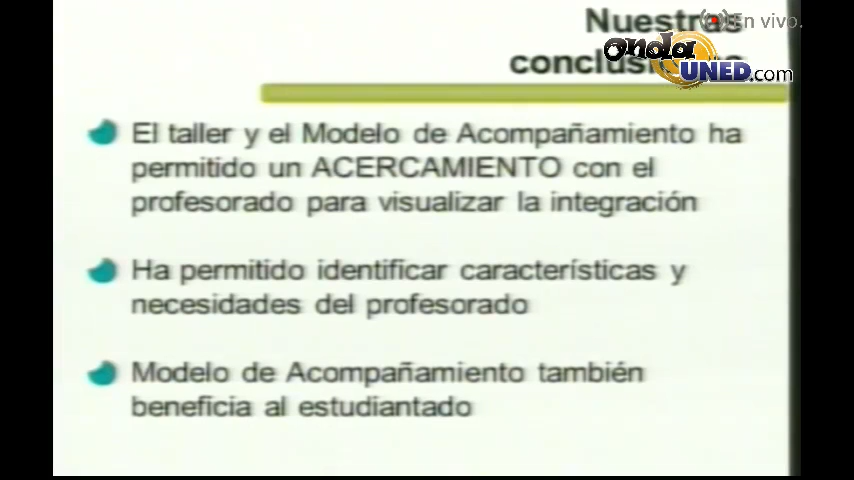 Nuestras
En vivo.
onda
UNED.com
El taller y el Modelo de Acompañamiento ha
permitido un ACERCAMIENTO con el
profesorado para visualizar la integración
Ha permitido identificar características y
necesidades del profesorado
Modelo de Acompañamiento también
beneficia al estudiantado